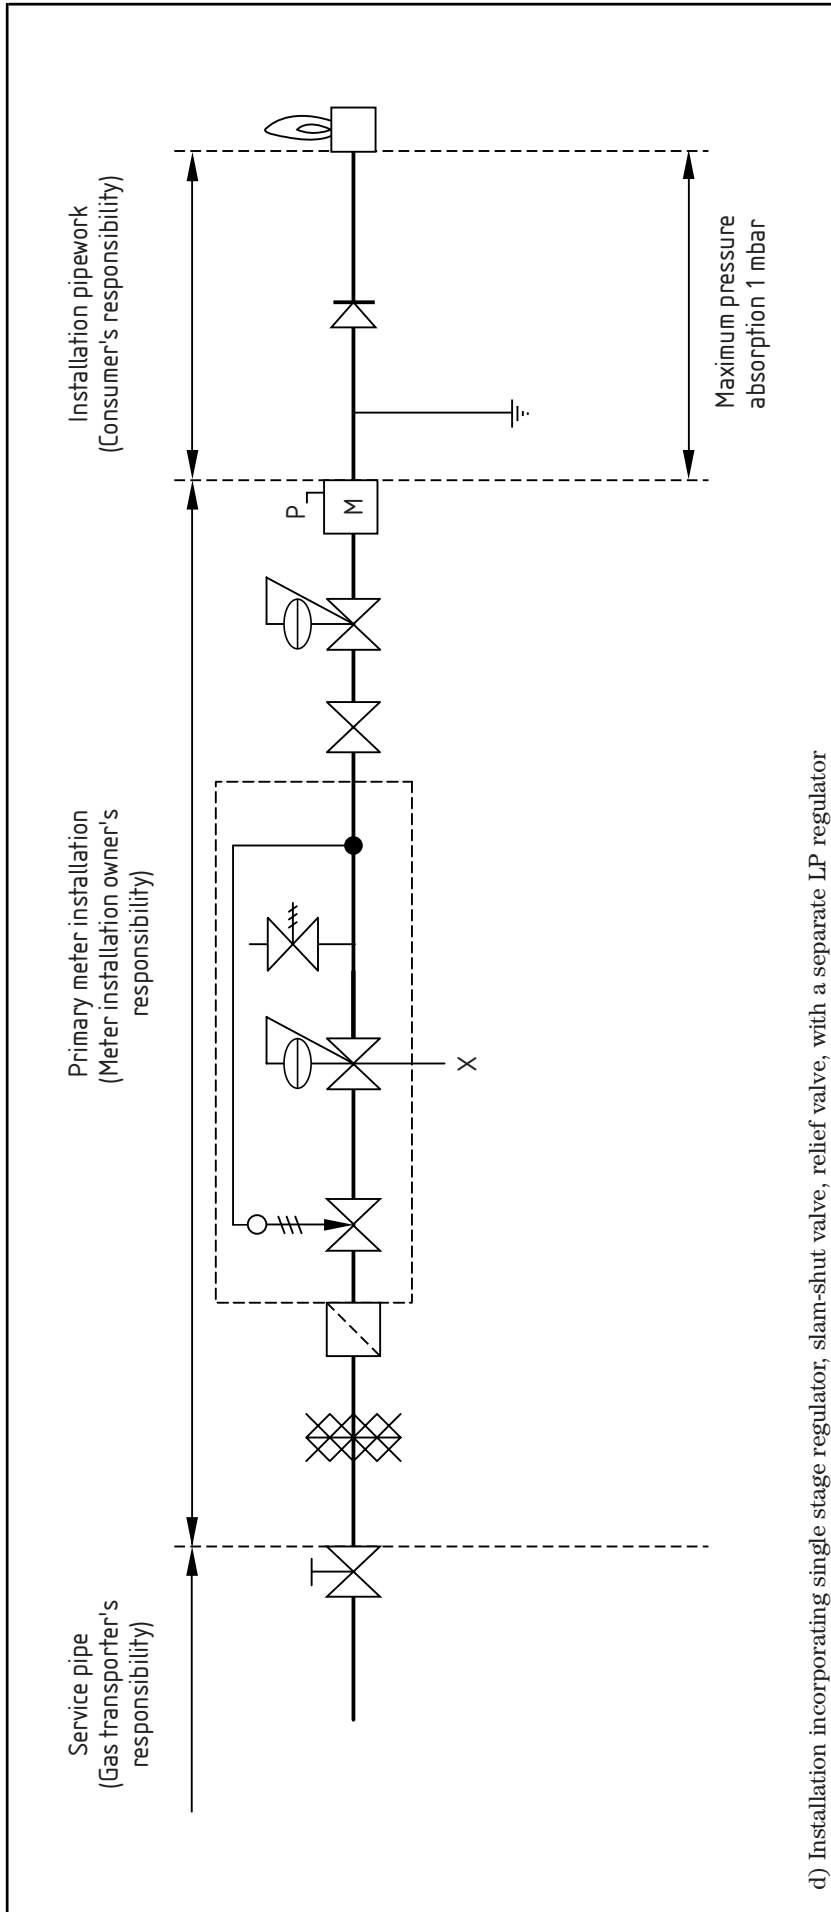 Service pipe
(Gas transporter's
responsibility)
Primary meter installation
(Meter installation owner's
responsibility)
Installation pipework
(Consumer's responsibility)
X
P
M
Maximum pressure
absorption 1 mbar
d) Installation incorporating single stage regulator, slam-shut valve, relief valve, with a separate LP regulator